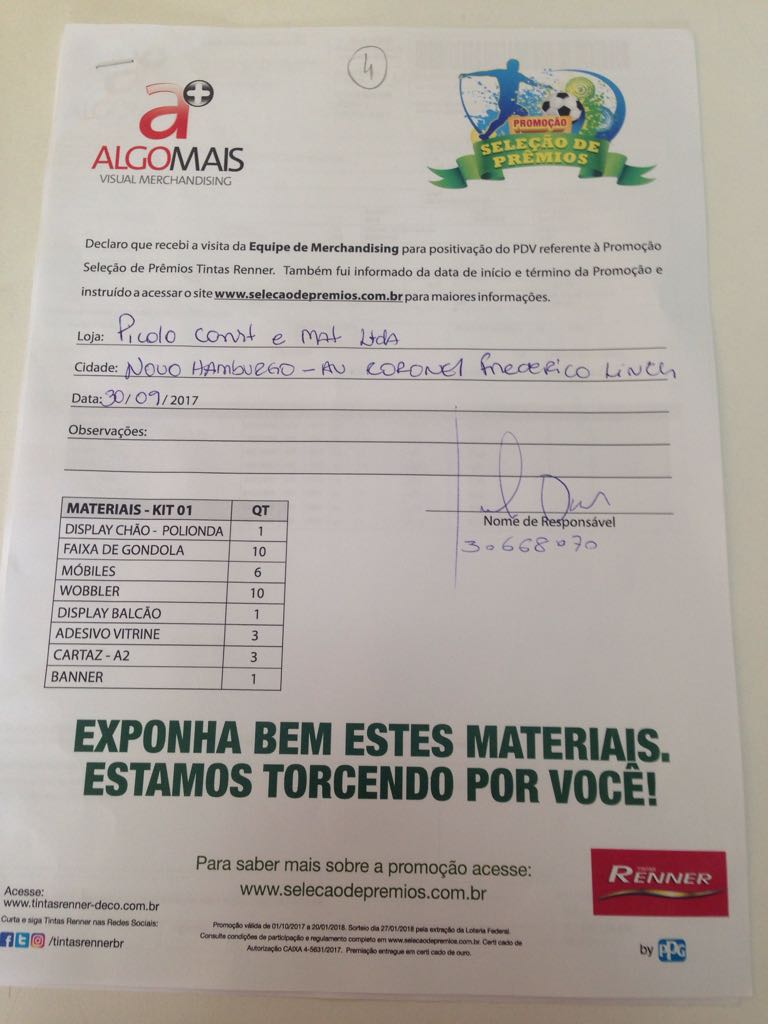 4
a+
ALGOMAIS
VISUAL MERCHANDISING
PROMOÇÃO
SELEÇÃO DE
PRÊMIOS
Declaro que recebi a visita da Equipe de Merchandising para positivação do PDV referente à Promoção
Seleção de Prêmios Tintas Renner. Também fui informado da data de início e término da Promoção e
instruído a acessar o site www.selecaodepremios.com.br para maiores informações.
Loja: Picolo const e mat Ltda
Cidade: NOVO HAMBURGO - AV CORONEL FREDERICO LINCK
Data: 30/09/2017
Observações:
Nome de Responsável
30668070
MATERIAIS - KIT 01 QT
DISPLAY CHÃO - POLIONDA 1
FAIXA DE GONDOLA 10
MÓBILES 6
WOBBLER 10
DISPLAY BALCÃO 1
ADESIVO VITRINE 3
CARTAZ - A2 3
BANNER 1
EXPONHA BEM ESTES MATERIAIS.
ESTAMOS TORCENDO POR VOCÊ!
Para saber mais sobre a promoção acesse:
www.selecaodepremios.com.br
TINTAS
RENNER
by PPG
Acesse:
www.tintasrenner-deco.com.br
Curta e siga Tintas Renner nas Redes Sociais:
/tintasrennerbr
Promoção válida de 01/10/2017 a 20/01/2018. Sorteio dia 27/01/2018 pela extração da Loteria Federal.
Consulte condições de participação e regulamento completo em www.selecaodepremios.com.br. Certi cado de
Autorização CAIXA 4-5631/2017. Premiação entregue em certi cado de ouro.